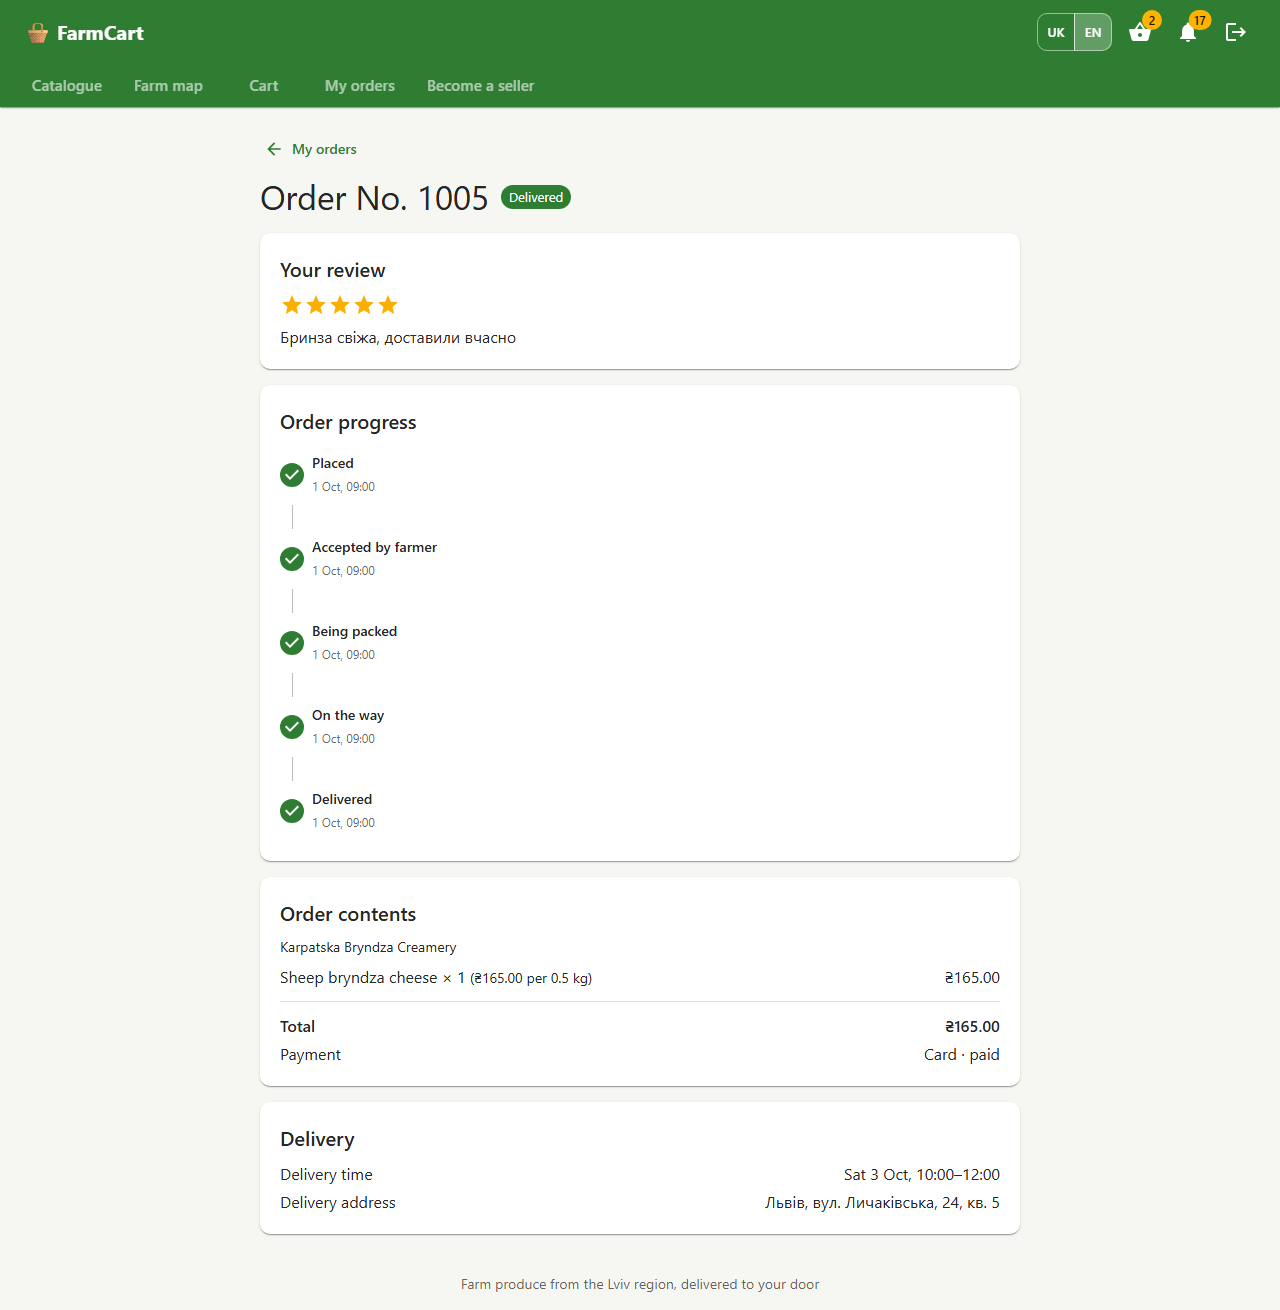 FarmCart
UK EN 2 17
Catalogue Farm map Cart My orders Become a seller
My orders
Order No. 1005 Delivered
Your review
Бринза свіжа, доставили вчасно
Order progress
Placed
1 Oct, 09:00
Accepted by farmer
1 Oct, 09:00
Being packed
1 Oct, 09:00
On the way
1 Oct, 09:00
Delivered
1 Oct, 09:00
Order contents
Karpatska Bryndza Creamery
Sheep bryndza cheese × 1 (₴165.00 per 0.5 kg) ₴165.00
Total ₴165.00
Payment Card · paid
Delivery
Delivery time Sat 3 Oct, 10:00–12:00
Delivery address Львів, вул. Личаківська, 24, кв. 5
Farm produce from the Lviv region, delivered to your door